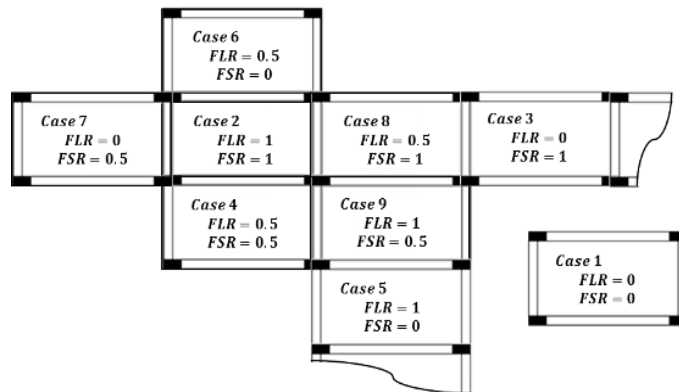 Case 6
FLR = 0.5
FSR = 0
Case 7
FLR = 0
FSR = 0.5
Case 2
FLR = 1
FSR = 1
Case 8
FLR = 0.5
FSR = 1
Case 3
FLR = 0
FSR = 1
Case 4
FLR = 0.5
FSR = 0.5
Case 9
FLR = 1
FSR = 0.5
Case 1
FLR = 0
FSR = 0
Case 5
FLR = 1
FSR = 0